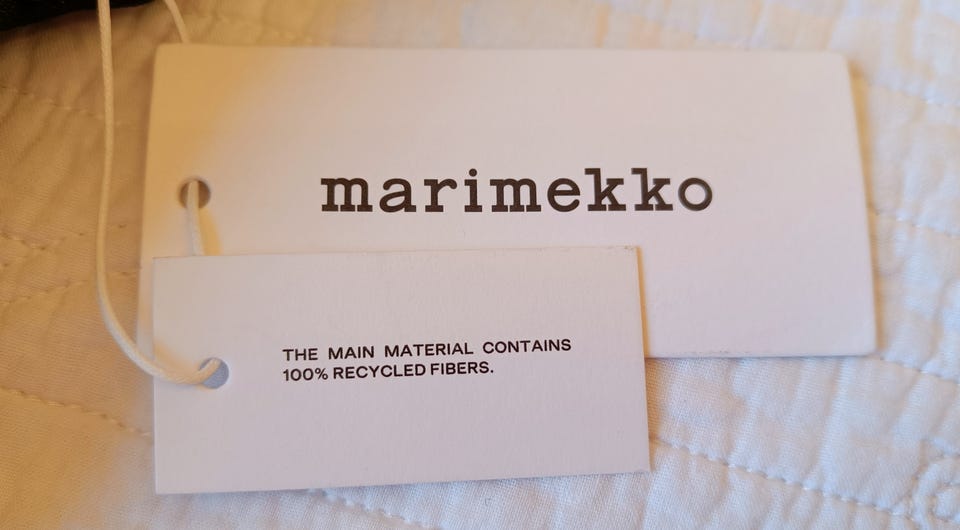 marimekko
THE MAIN MATERIAL CONTAINS
100% RECYCLED FIBERS.